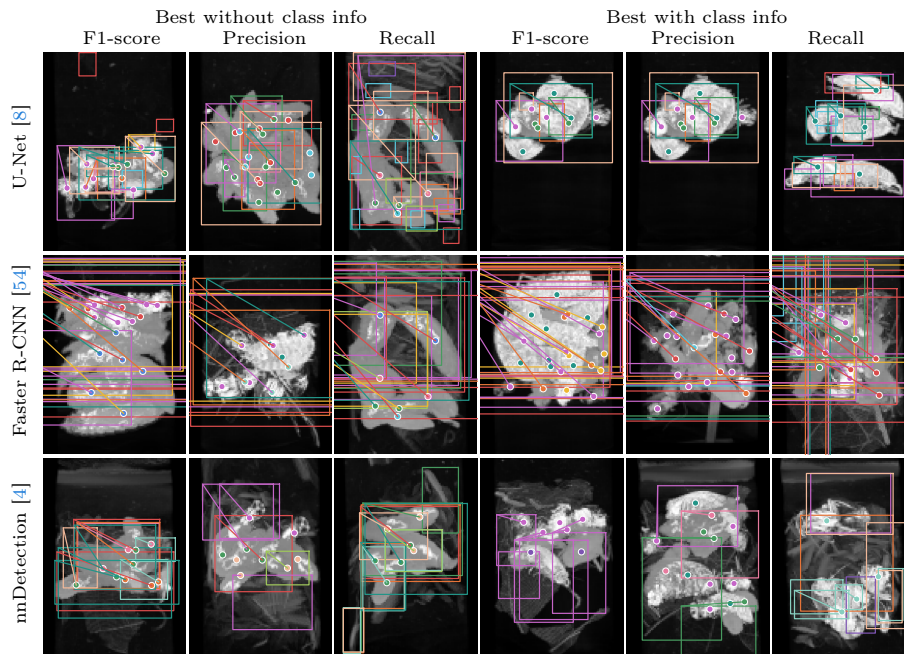 Best without class info
Best with class info
F1-score
Precision
Recall
F1-score
Precision
Recall
U-Net [8]
Faster R-CNN [54]
nnDetection [4]